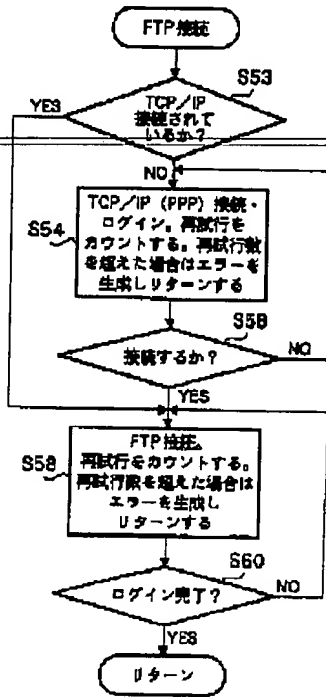 FTP接続
S53
TCP/IP
接続されて
いるか?
YES
NO
S54
TCP/IP (PPP) 接続・
ログイン。再試行を
カウントする。再試行数
を超えた場合はエラーを
生成しリターンする
S56
接続するか?
NO
YES
S58
FTP接続。
再試行をカウントする。
再試行数を超えた場合は
エラーを生成し
リターンする
S60
ログイン完了?
NO
YES
リターン